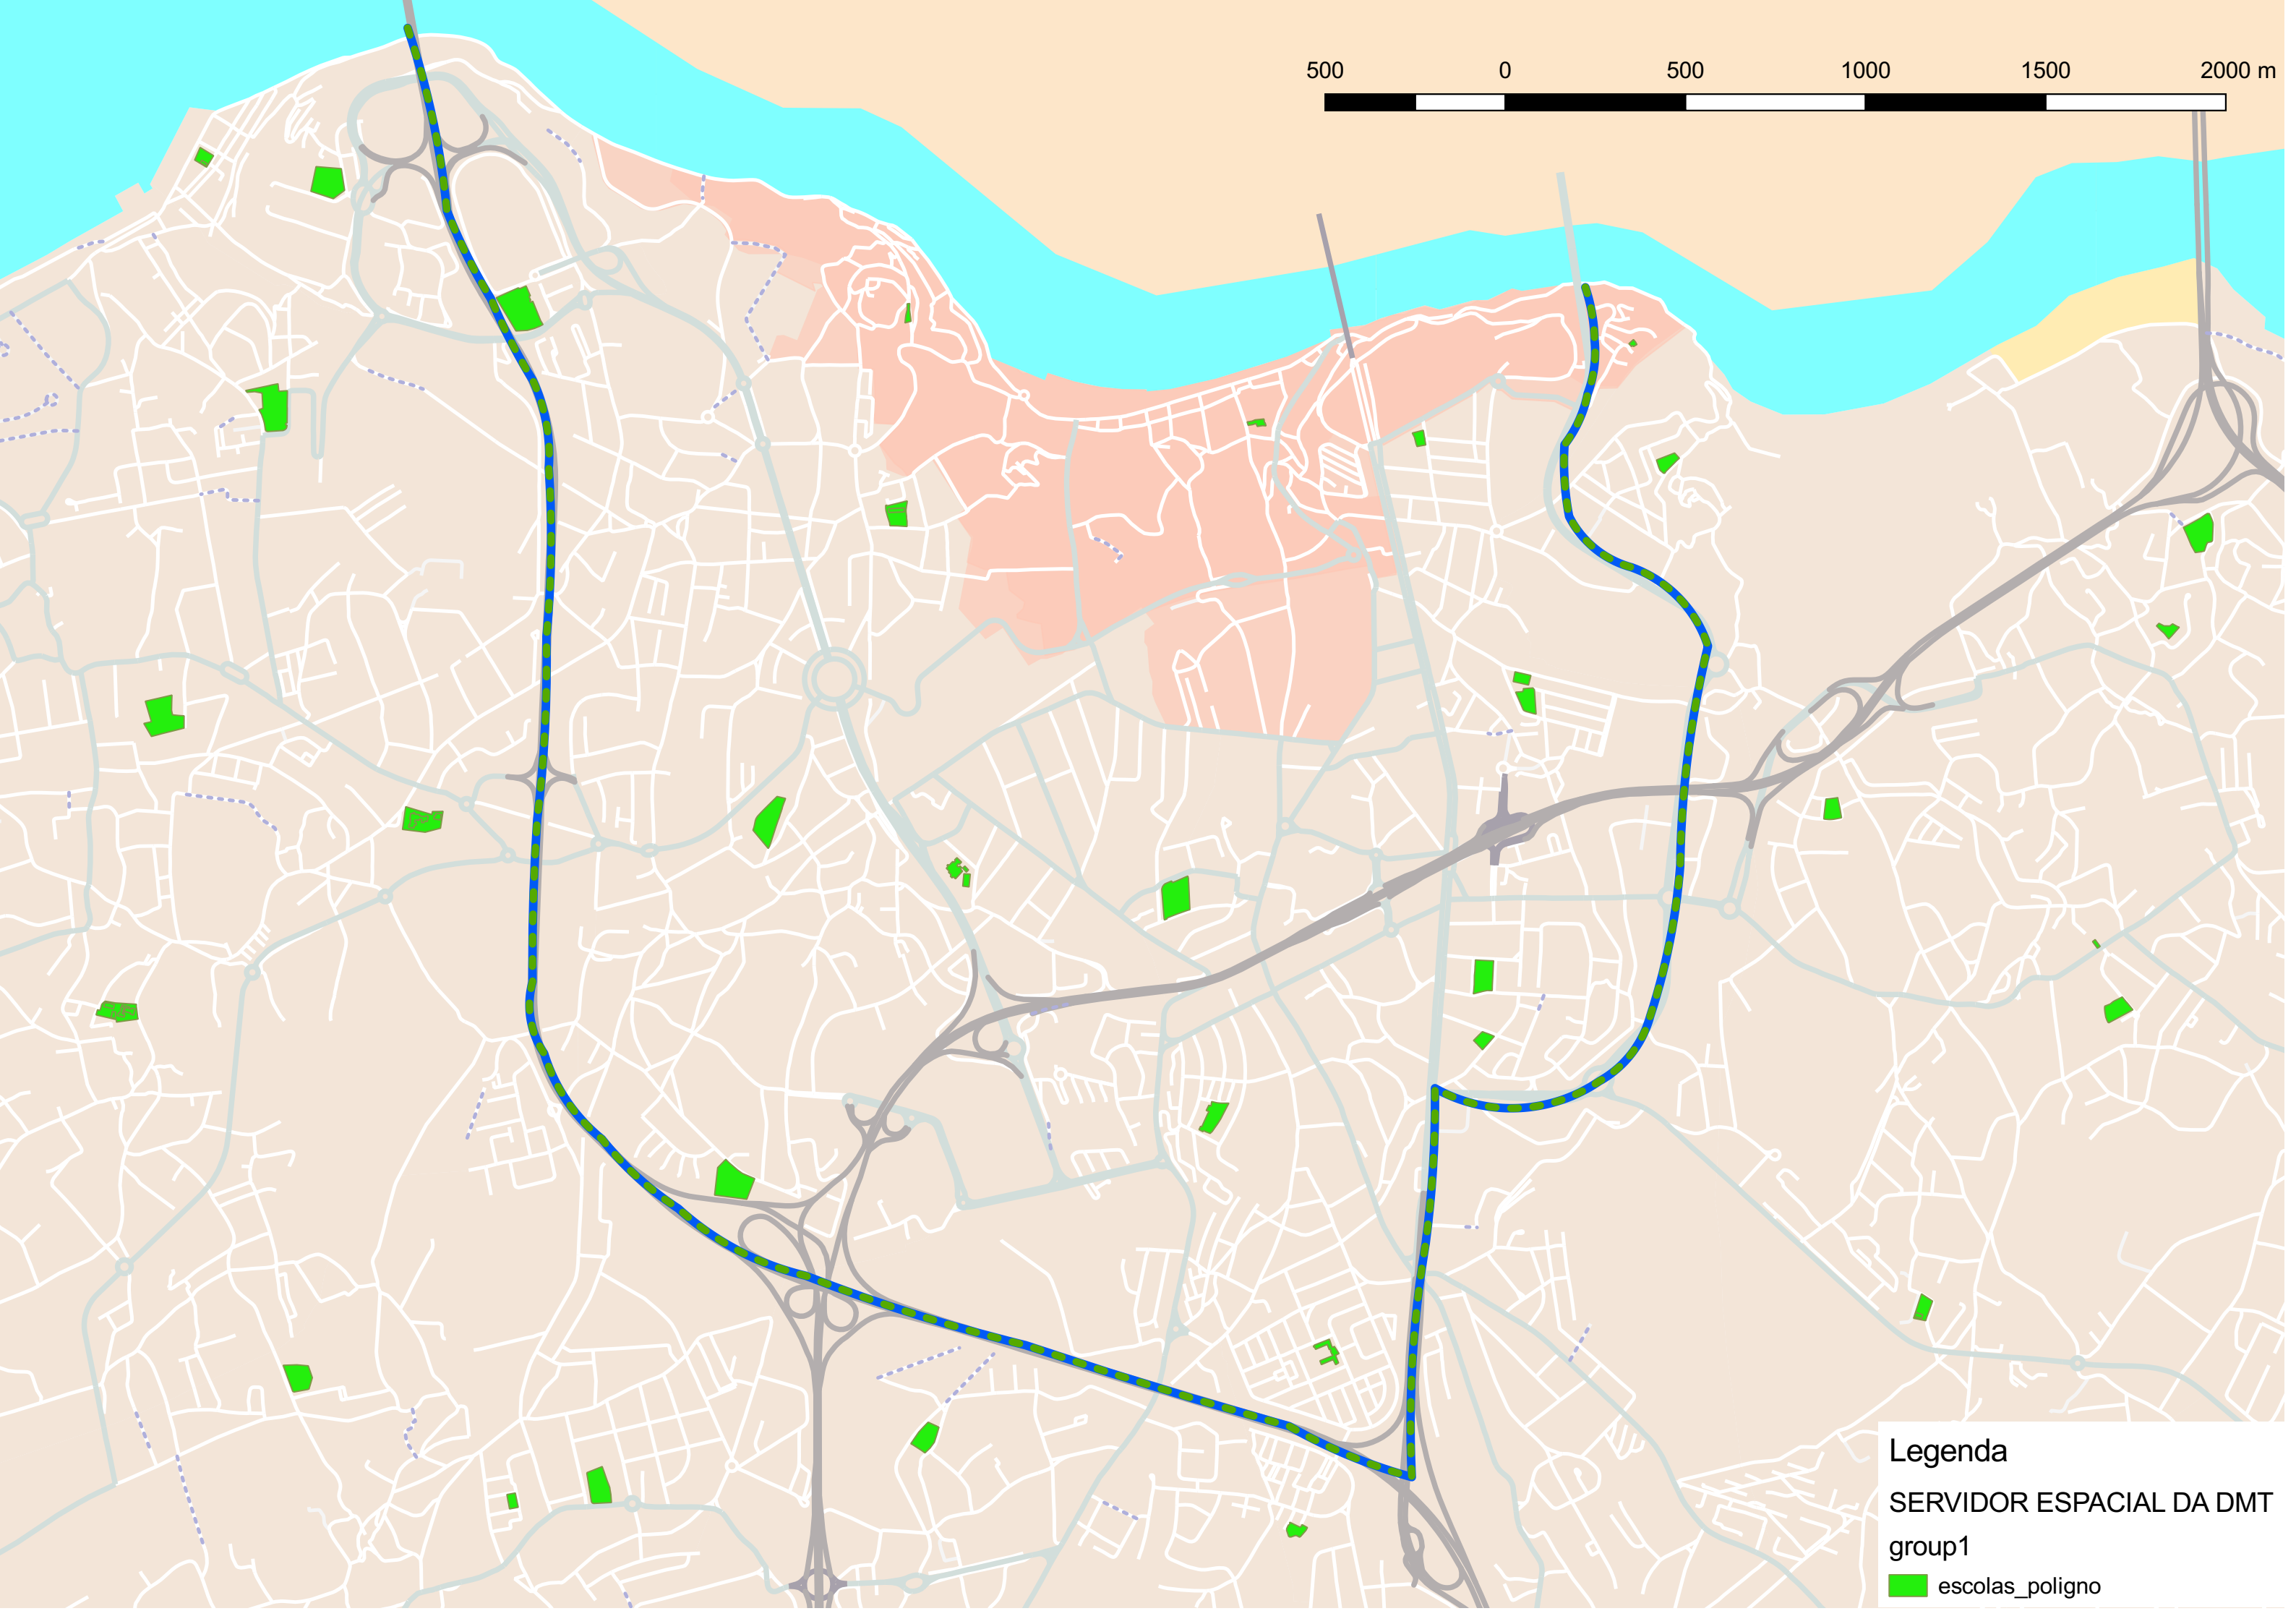 500 0 500 1000 1500 2000 m
Legenda
SERVIDOR ESPACIAL DA DMT
group1
escolas_poligno